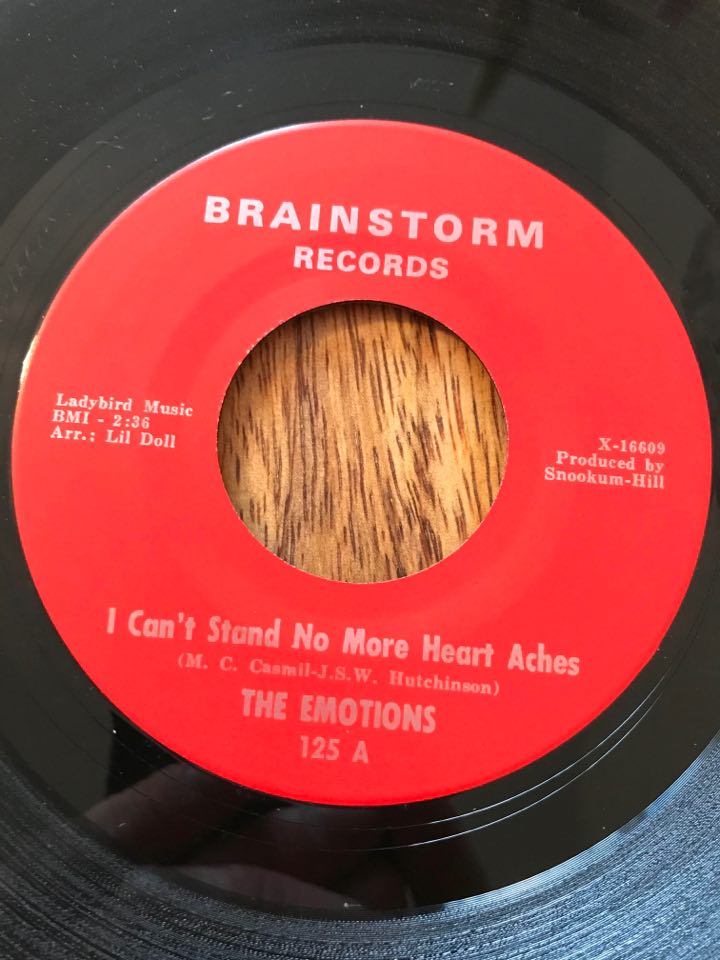 BRAINSTORM
RECORDS
Ladybird Music
BMI - 2:36
Arr.: Lil Doll
X-16609
Produced by
Snookum-Hill
I Can't Stand No More Heart Aches
(M. C. Casmil-J.S.W. Hutchinson)
THE EMOTIONS
125 A